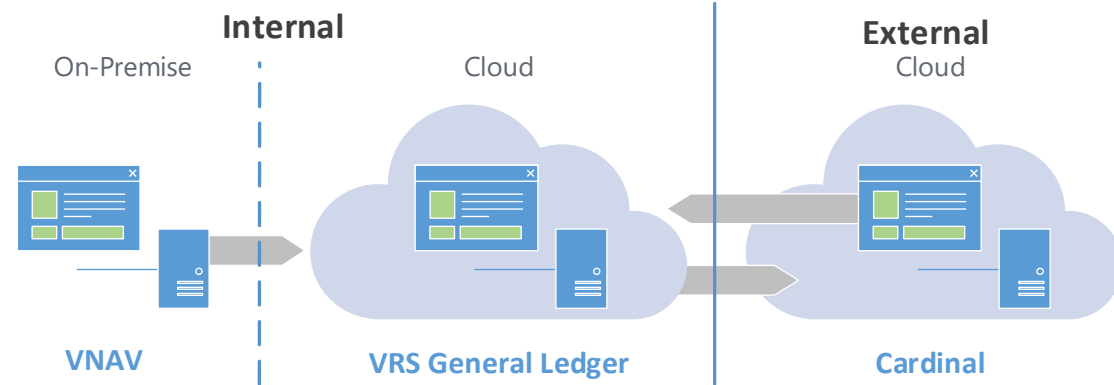 Internal
External
On-Premise
Cloud
Cloud
VNAV
VRS General Ledger
Cardinal